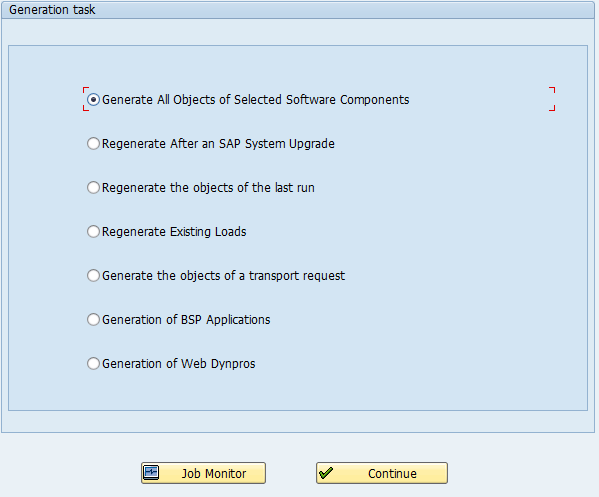 Generation task
Generate All Objects of Selected Software Components
Regenerate After an SAP System Upgrade
Regenerate the objects of the last run
Regenerate Existing Loads
Generate the objects of a transport request
Generation of BSP Applications
Generation of Web Dynpros
Job Monitor
Continue